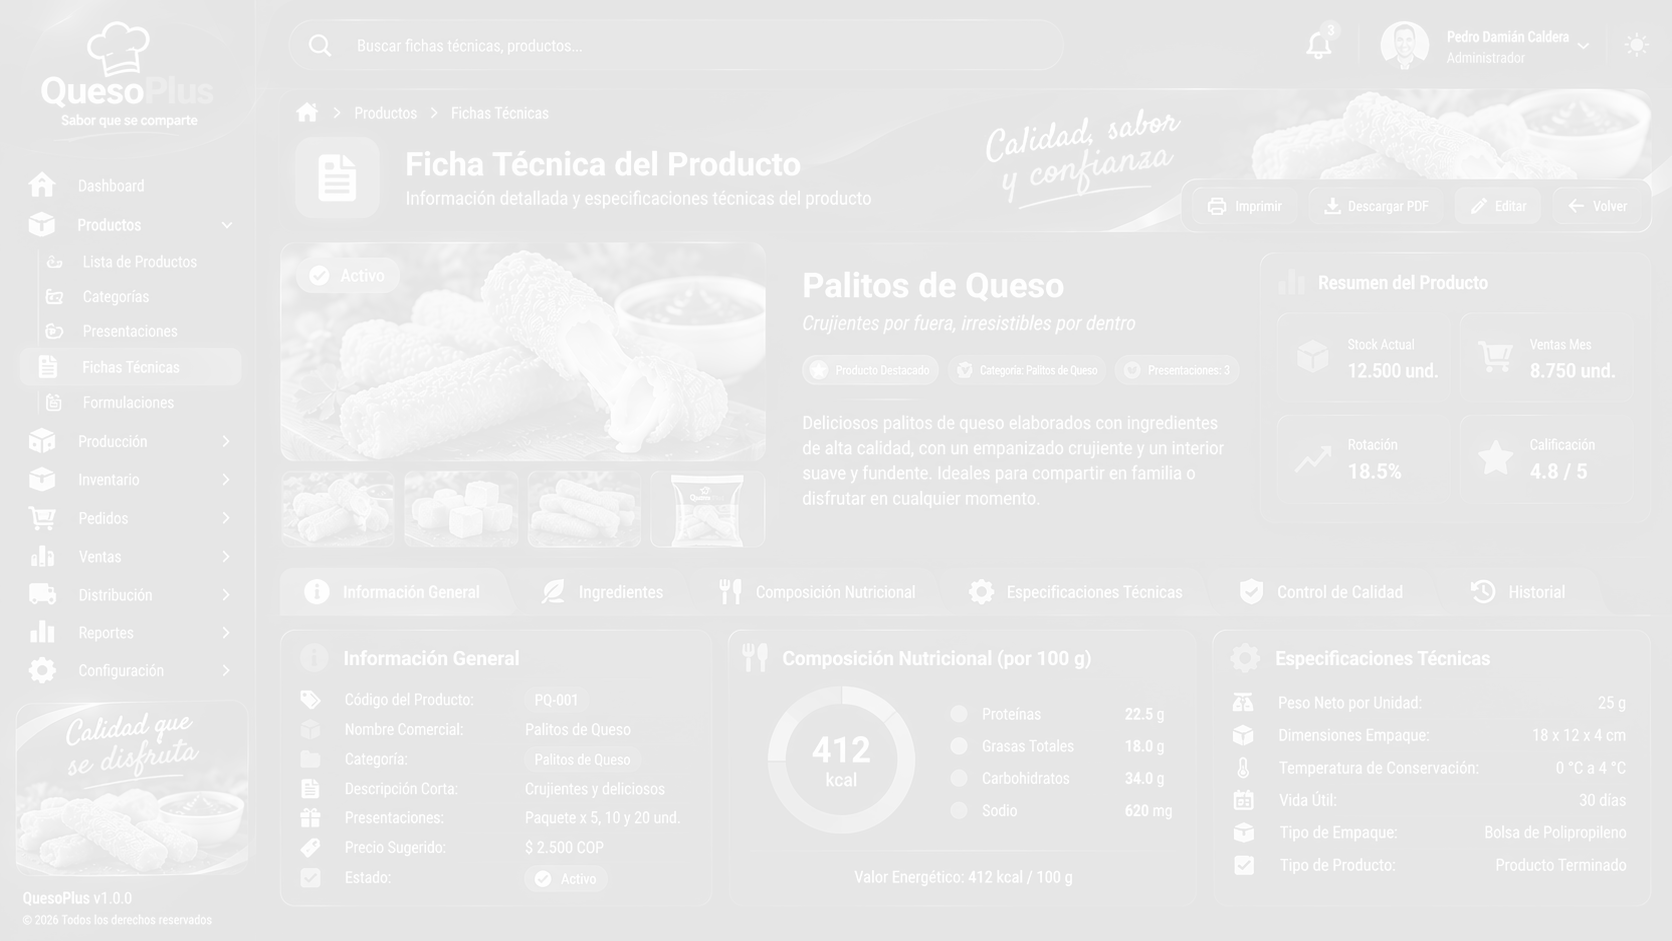 QuesoPlus
Sabor que se comparte
Buscar fichas técnicas, productos...
3
Pedro Damián Caldera
Administrador
Productos
Fichas Técnicas
Ficha Técnica del Producto
Información detallada y especificaciones técnicas del producto
Calidad, sabor
y confianza
Imprimir
Descargar PDF
Editar
Volver
Dashboard
Productos
Lista de Productos
Categorías
Presentaciones
Fichas Técnicas
Formulaciones
Producción
Inventario
Pedidos
Ventas
Distribución
Reportes
Configuración
Calidad que
se disfruta
QuesoPlus v1.0.0
© 2026 Todos los derechos reservados
Activo
QuesoPlus
Palitos de Queso
Crujientes por fuera, irresistibles por dentro
Producto Destacado
Categoría: Palitos de Queso
Presentaciones: 3
Deliciosos palitos de queso elaborados con ingredientes
de alta calidad, con un empanizado crujiente y un interior
suave y fundente. Ideales para compartir en familia o
disfrutar en cualquier momento.
Resumen del Producto
Stock Actual
12.500 und.
Ventas Mes
8.750 und.
Rotación
18.5%
Calificación
4.8 / 5
Información General
Ingredientes
Composición Nutricional
Especificaciones Técnicas
Control de Calidad
Historial
Información General
Código del Producto: PQ-001
Nombre Comercial: Palitos de Queso
Categoría: Palitos de Queso
Descripción Corta: Crujientes y deliciosos
Presentaciones: Paquete x 5, 10 y 20 und.
Precio Sugerido: $ 2.500 COP
Estado: Activo
Composición Nutricional (por 100 g)
412
kcal
Proteínas 22.5 g
Grasas Totales 18.0 g
Carbohidratos 34.0 g
Sodio 620 mg
Valor Energético: 412 kcal / 100 g
Especificaciones Técnicas
Peso Neto por Unidad: 25 g
Dimensiones Empaque: 18 x 12 x 4 cm
Temperatura de Conservación: 0 °C a 4 °C
Vida Útil: 30 días
Tipo de Empaque: Bolsa de Polipropileno
Tipo de Producto: Producto Terminado